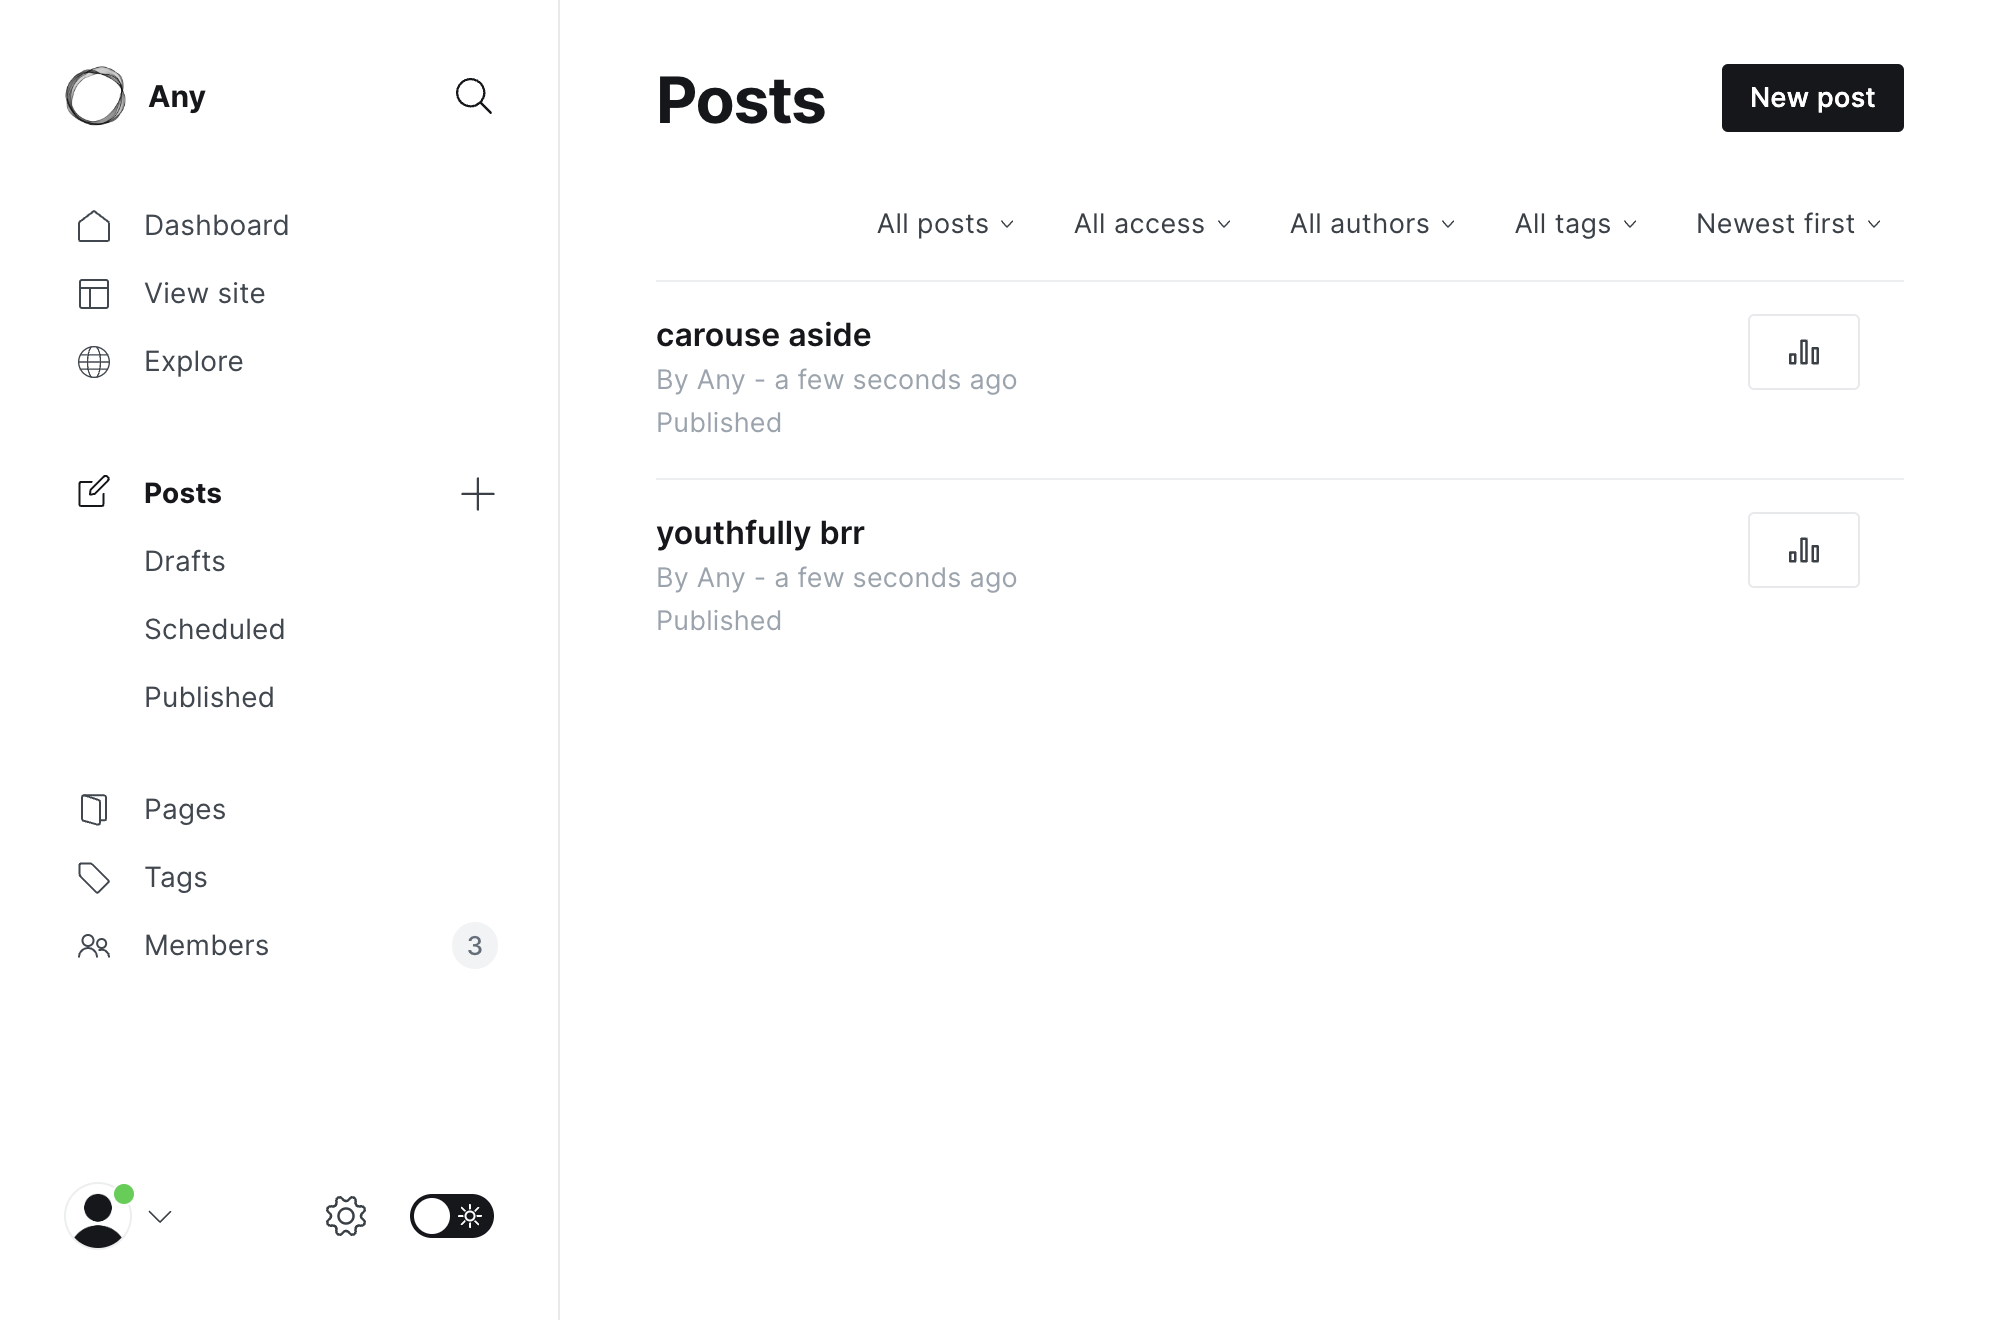 Any
Dashboard
View site
Explore
Posts
Drafts
Scheduled
Published
Pages
Tags
Members 3
Posts
New post
All posts All access All authors All tags Newest first
carouse aside
By Any - a few seconds ago
Published
youthfully brr
By Any - a few seconds ago
Published